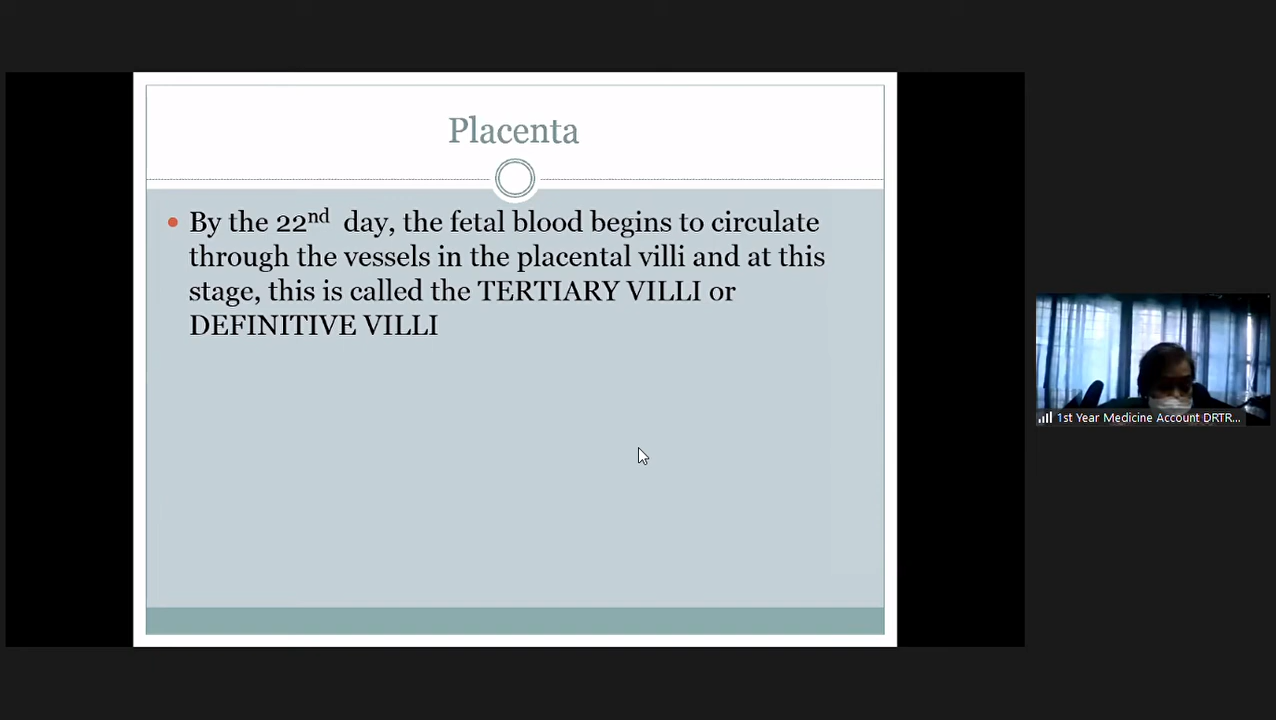 Placenta
By the 22nd day, the fetal blood begins to circulate
through the vessels in the placental villi and at this
stage, this is called the TERTIARY VILLI or
DEFINITIVE VILLI
1st Year Medicine Account DRTR...